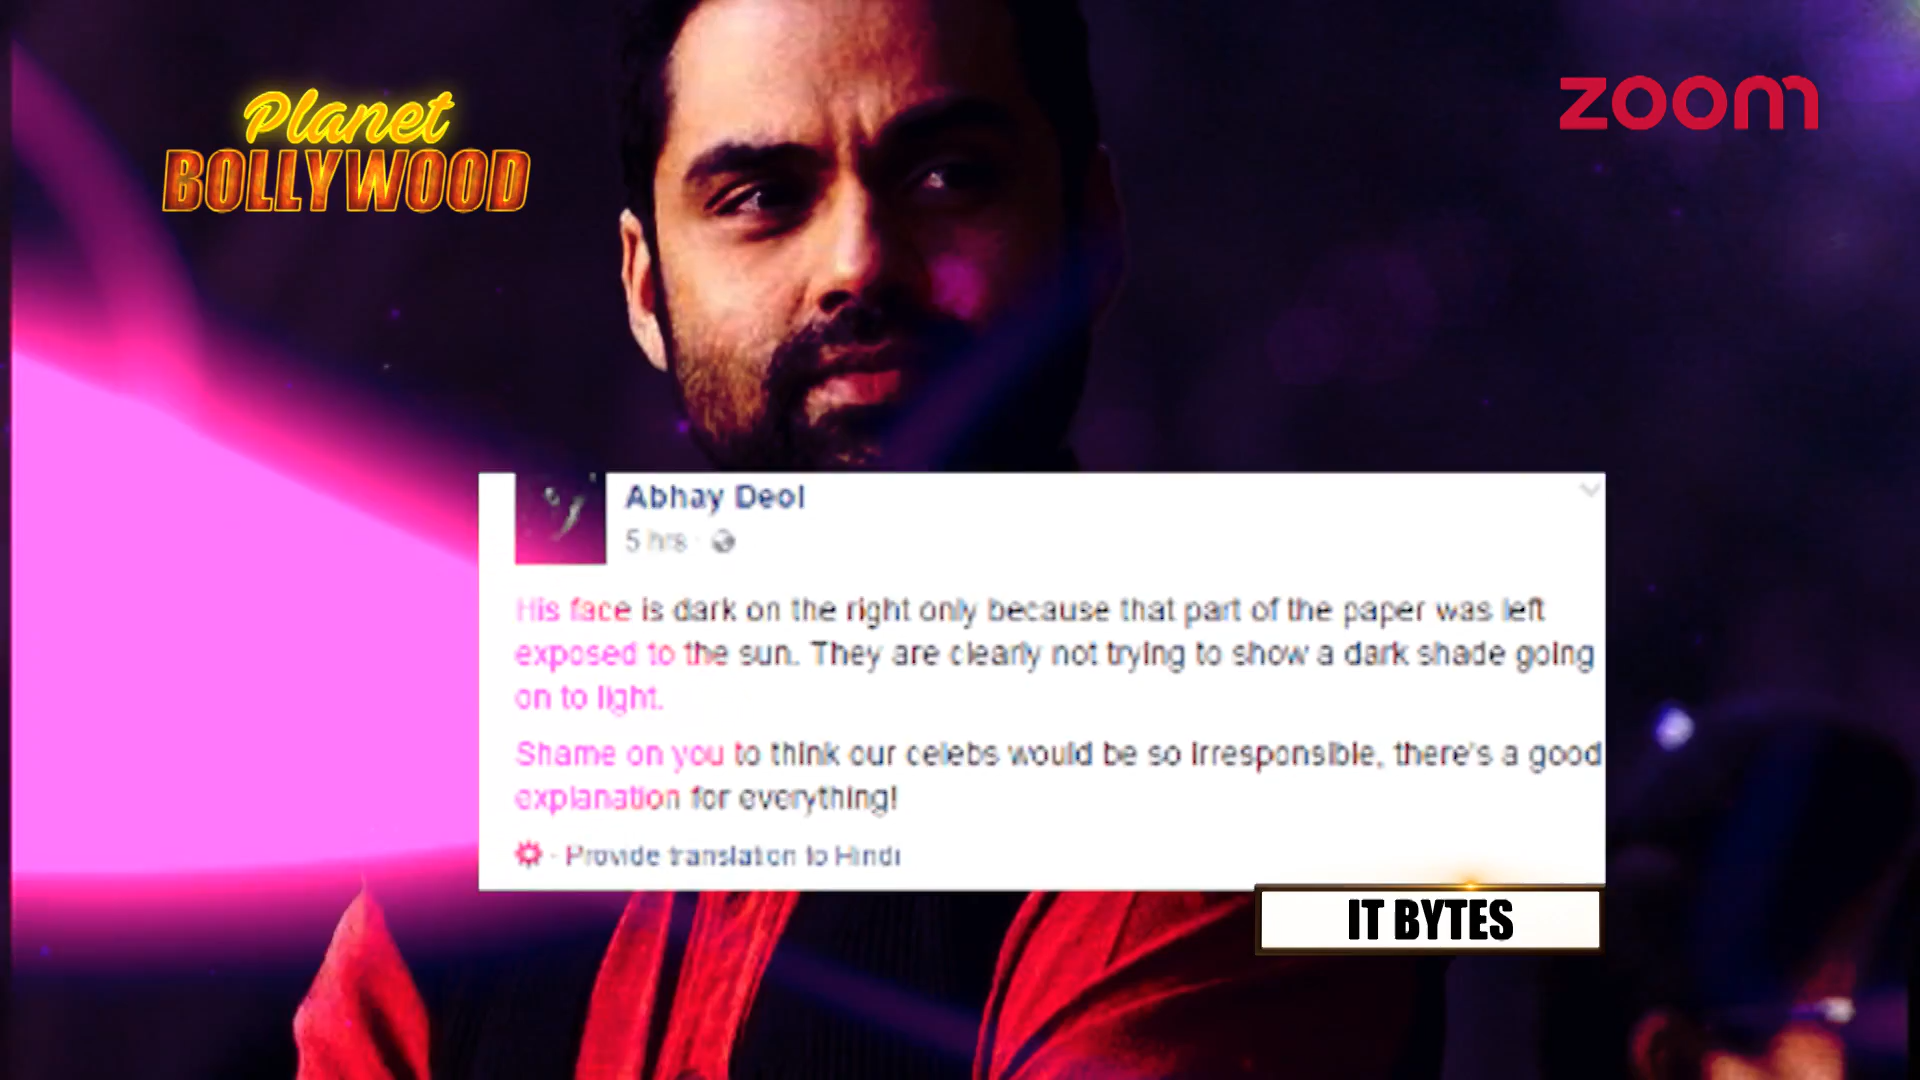 Planet
BOLLYWOOD
zoom
Abhay Deol
5 hrs ·
His face is dark on the right only because that part of the paper was left
exposed to the sun. They are clearly not trying to show a dark shade going
on to light.
Shame on you to think our celebs would be so irresponsible, there's a good
explanation for everything!
· Provide translation to Hindi
IT BYTES